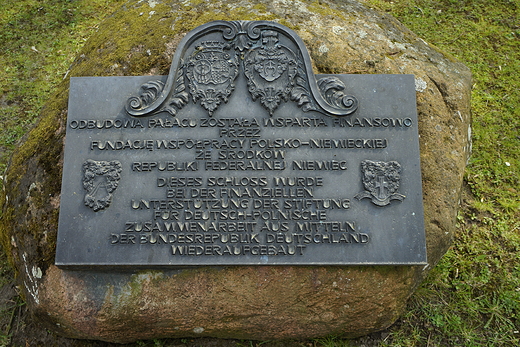 ODBUDOWA PAŁACU ZOSTAŁA WSPARTA FINANSOWO
PRZEZ
FUNDACJĘ WSPÓŁPRACY POLSKO-NIEMIECKIEJ
ZE ŚRODKÓW
REPUBLIKI FEDERALNEJ NIEMIEC
DIESES SCHLOSS WURDE
BEI DER FINANZIELLEN
UNTERSTÜTZUNG DER STIFTUNG
FÜR DEUTSCH-POLNISCHE
ZUSAMMENARBEIT AUS MITTELN
DER BUNDESREPUBLIK DEUTSCHLAND
WIEDERAUFGEBAUT